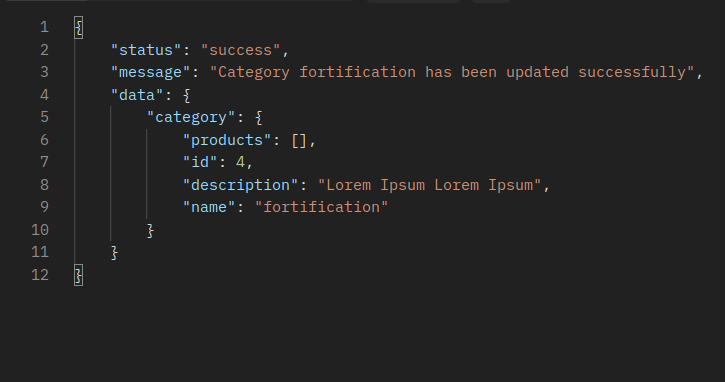 1 {
2 "status": "success",
3 "message": "Category fortification has been updated successfully",
4 "data": {
5 "category": {
6 "products": [],
7 "id": 4,
8 "description": "Lorem Ipsum Lorem Ipsum",
9 "name": "fortification"
10 }
11 }
12 }